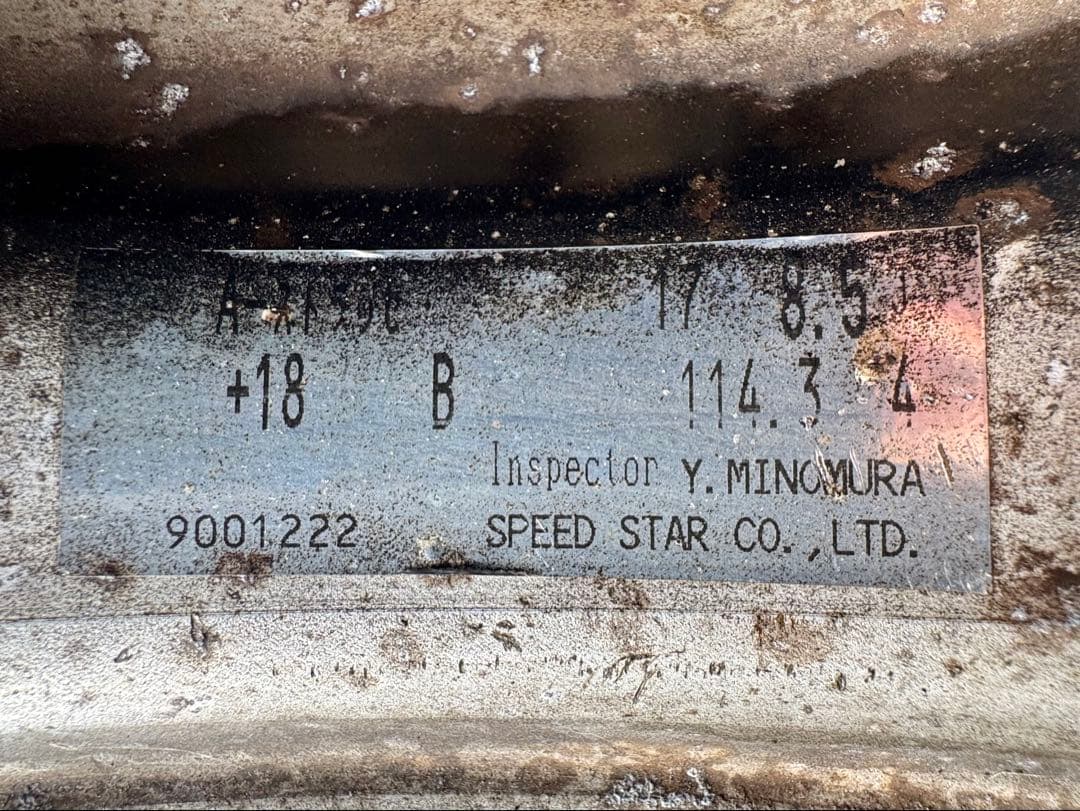 17 8.5
+18 B 114.3 4
Inspector Y. MINOMURA
9001222 SPEED STAR CO., LTD.